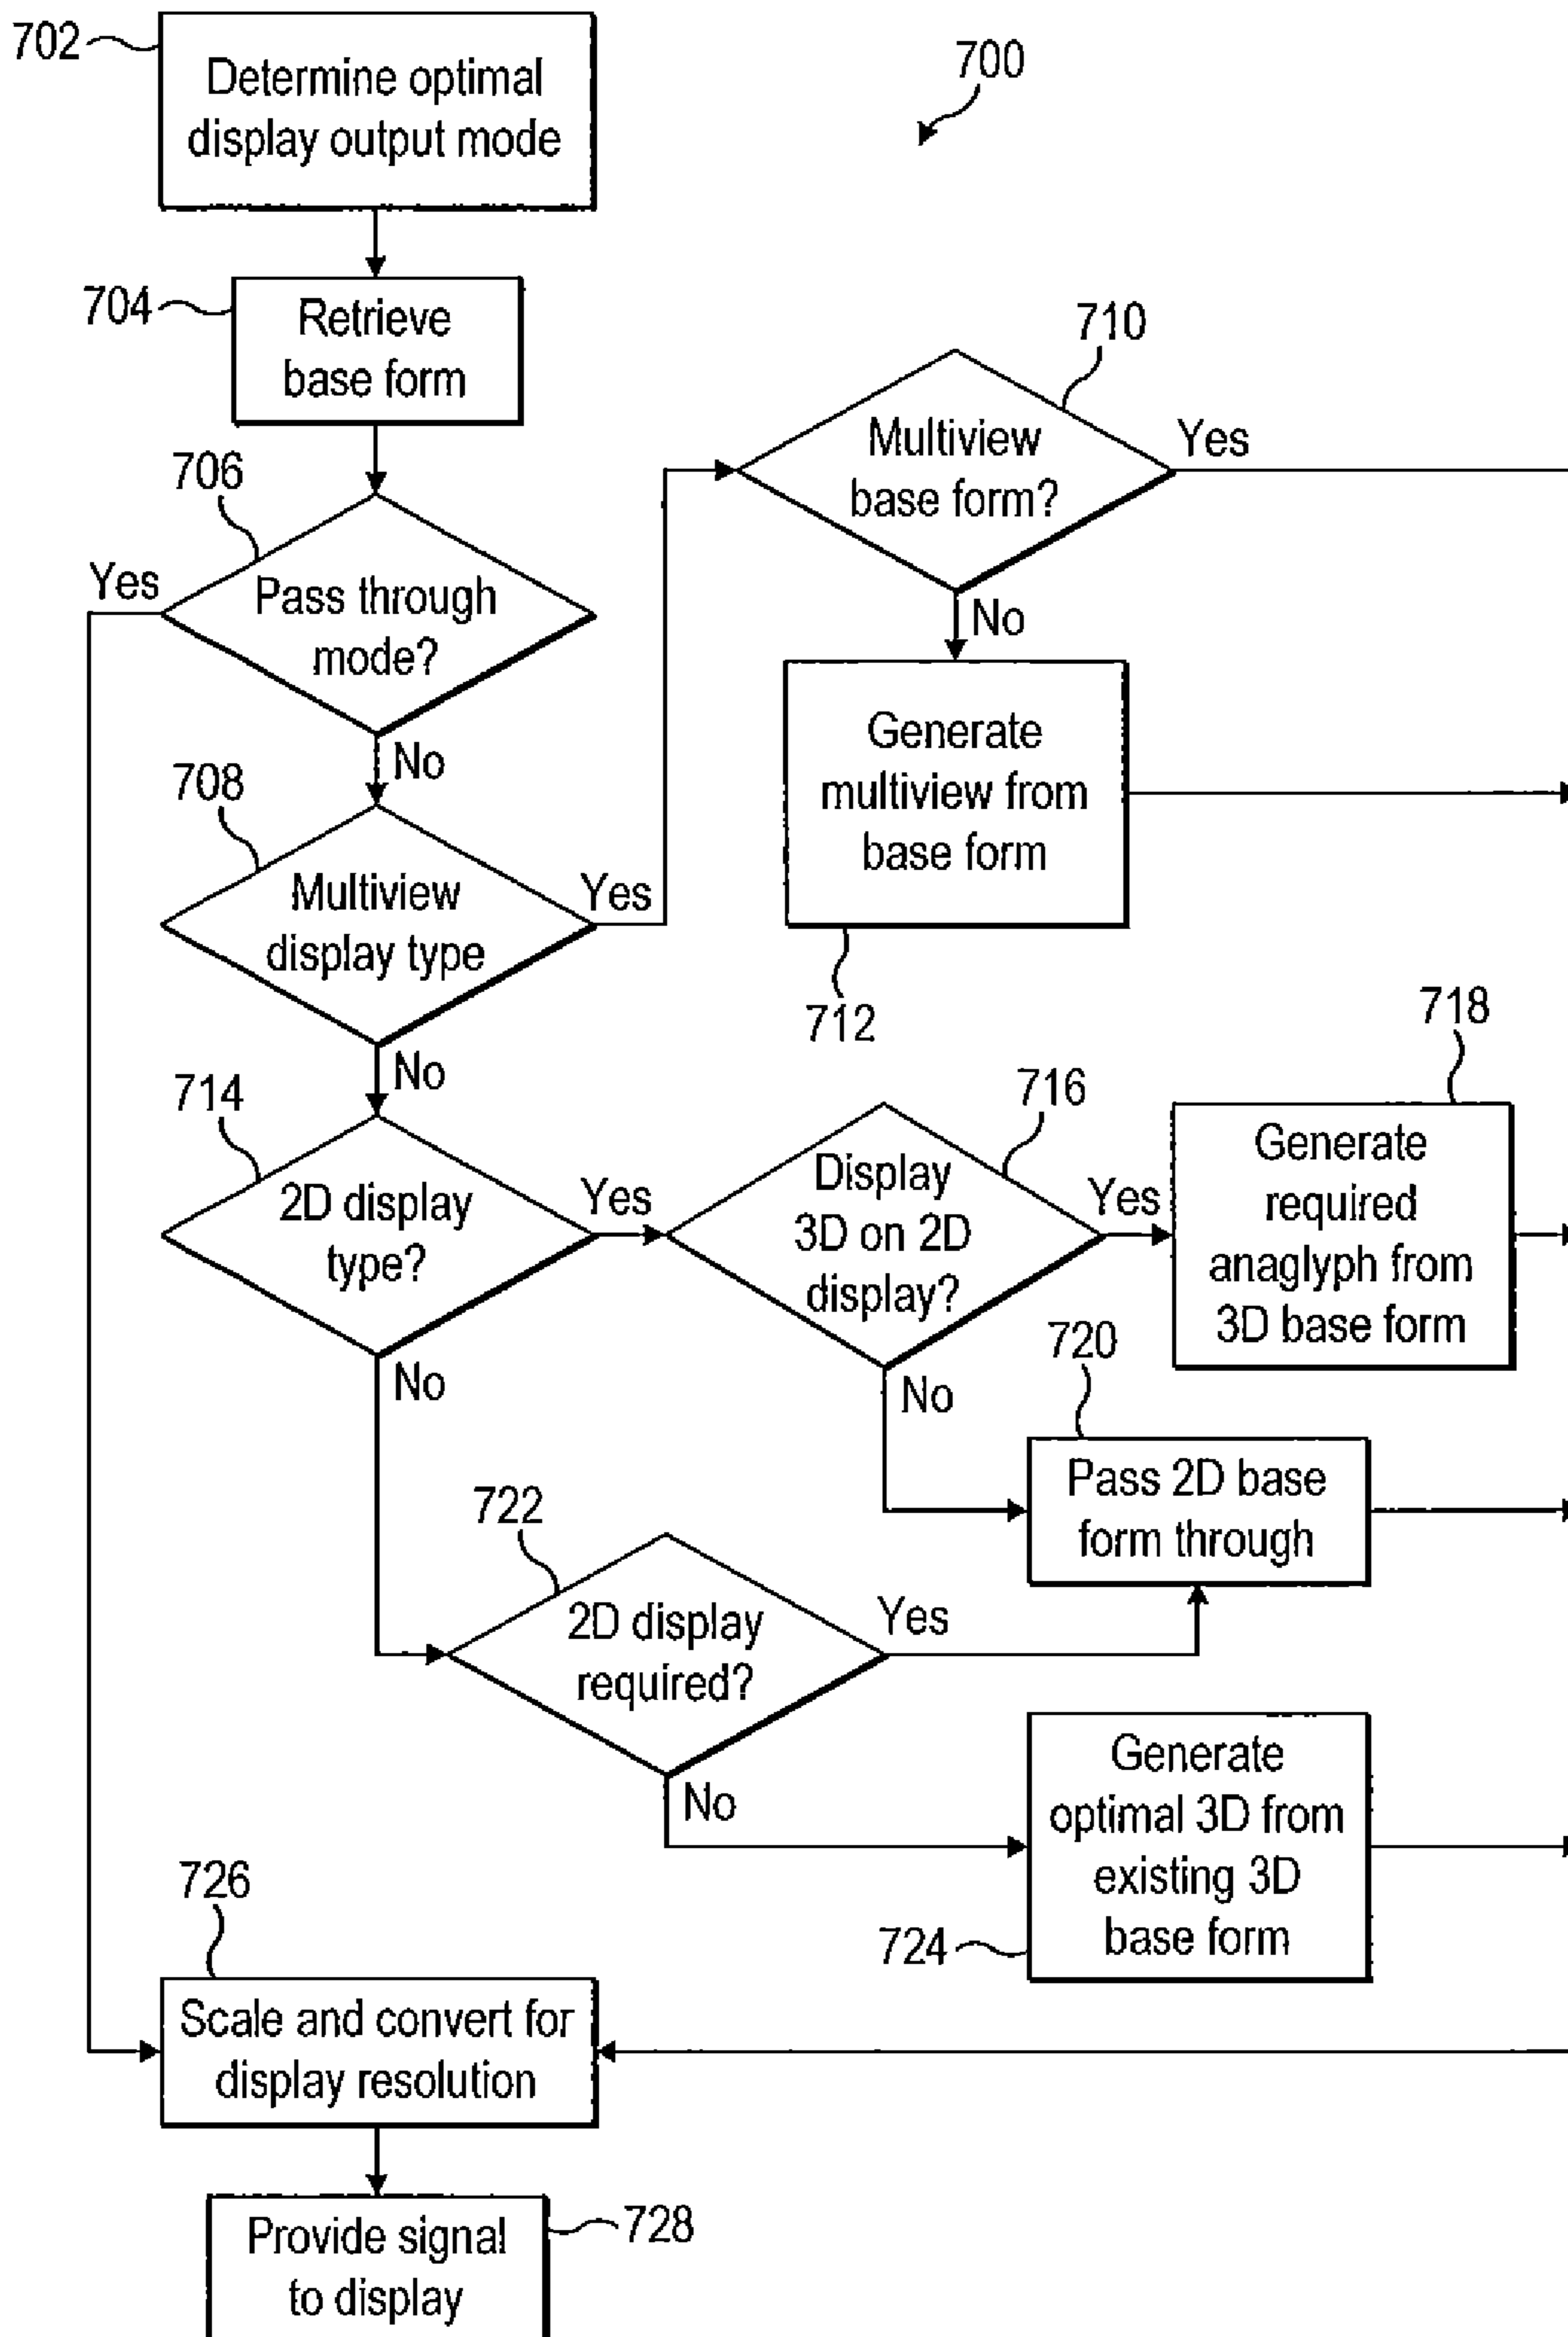 702
Determine optimal
display output mode
700
704
Retrieve
base form
706
Yes
Pass through
mode?
No
710
Multiview
base form?
Yes
No
Generate
multiview from
base form
712
708
Multiview
display type
Yes
No
714
2D display
type?
Yes
No
716
Display
3D on 2D
display?
Yes
No
718
Generate
required
anaglyph from
3D base form
720
Pass 2D base
form through
722
2D display
required?
Yes
No
Generate
optimal 3D from
existing 3D
base form
724
726
Scale and convert for
display resolution
Provide signal
to display
728